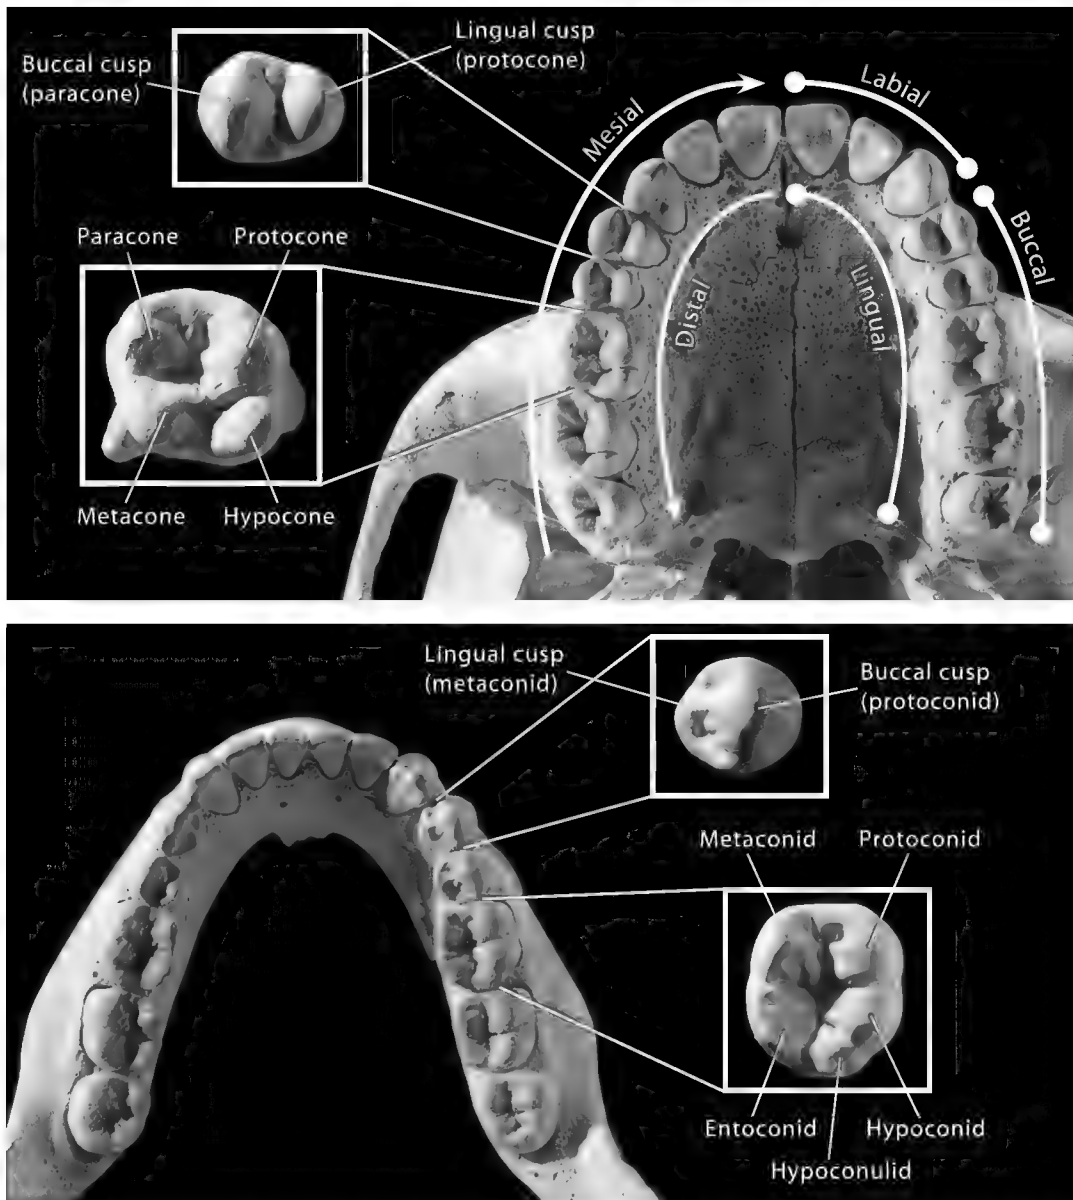 Buccal cusp
(paracone)
Lingual cusp
(protocone)
Mesial
Labial
Buccal
Distal
Lingual
Paracone
Protocone
Metacone
Hypocone
Lingual cusp
(metaconid)
Buccal cusp
(protoconid)
Metaconid
Protoconid
Entoconid
Hypoconid
Hypoconulid